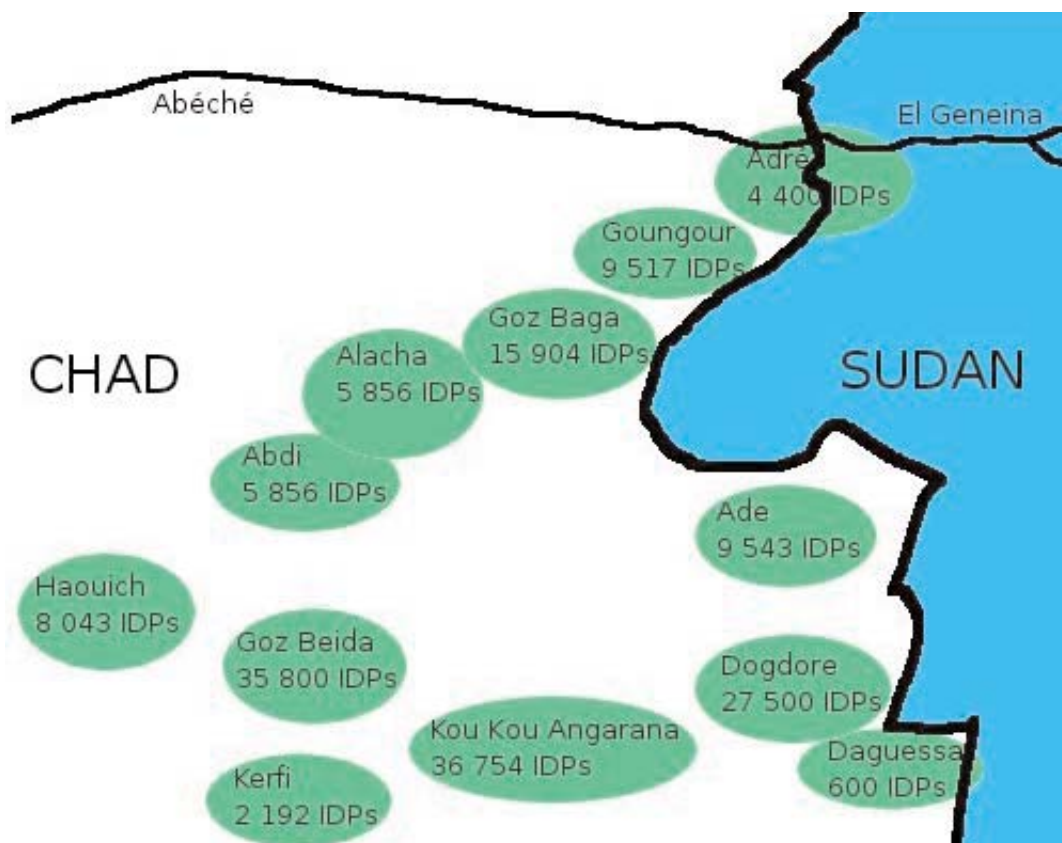 Abéché
El Geneina
Adré
4 400 IDPs
Goungour
9 517 IDPs
Goz Baga
15 904 IDPs
Alacha
5 856 IDPs
CHAD
SUDAN
Abdi
5 856 IDPs
Ade
9 543 IDPs
Haouich
8 043 IDPs
Goz Beida
35 800 IDPs
Dogdore
27 500 IDPs
Kou Kou Angarana
36 754 IDPs
Daguessa
600 IDPs
Kerfi
2 192 IDPs